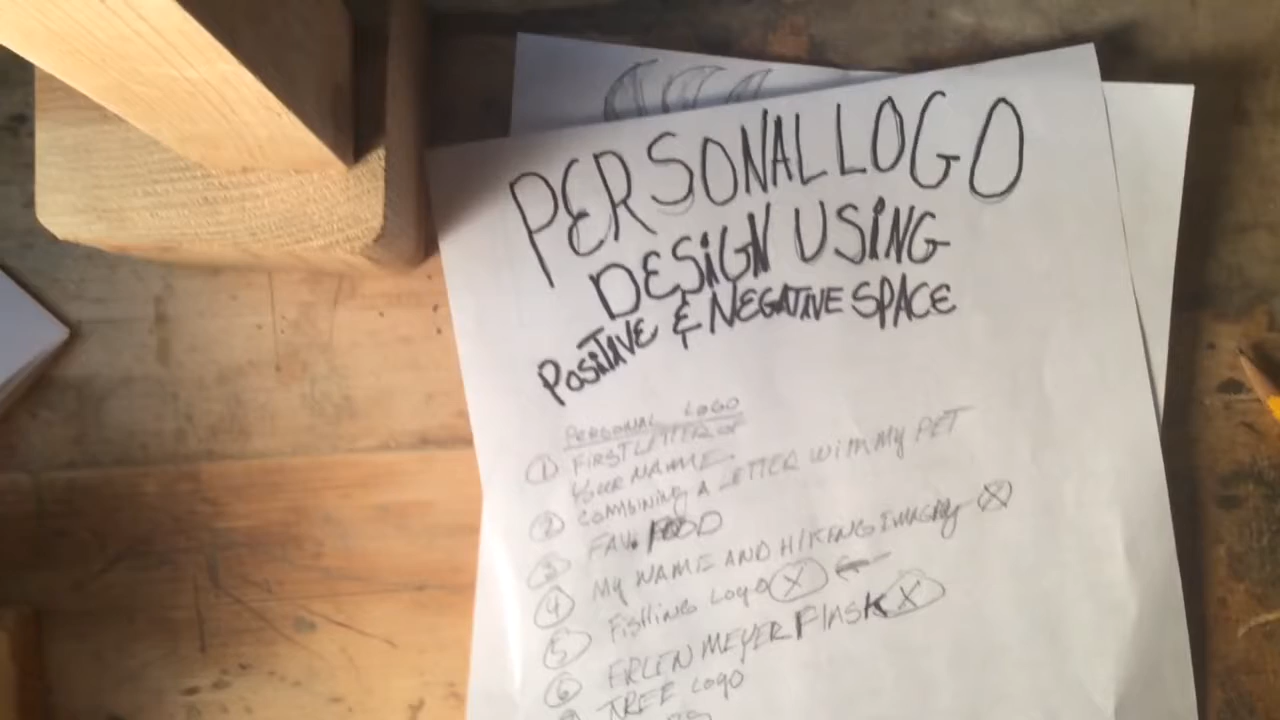 PERSONAL LOGO
DESIGN USING
POSITIVE & NEGATIVE SPACE
PERSONAL LOGO
① FIRST LETTER OF
YOUR NAME
② COMBINING A LETTER WITH MY PET
③ FAV. FOOD
④ MY NAME AND HIKING IMAGERY X
⑤ FISHING LOGO X ←
⑥ ERLENMEYER FLASK X
TREE LOGO